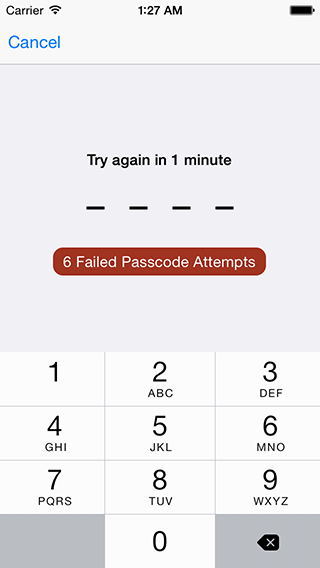 Carrier 1:27 AM
Cancel
Try again in 1 minute
6 Failed Passcode Attempts
1 2 3
ABC DEF
4 5 6
GHI JKL MNO
7 8 9
PQRS TUV WXYZ
0